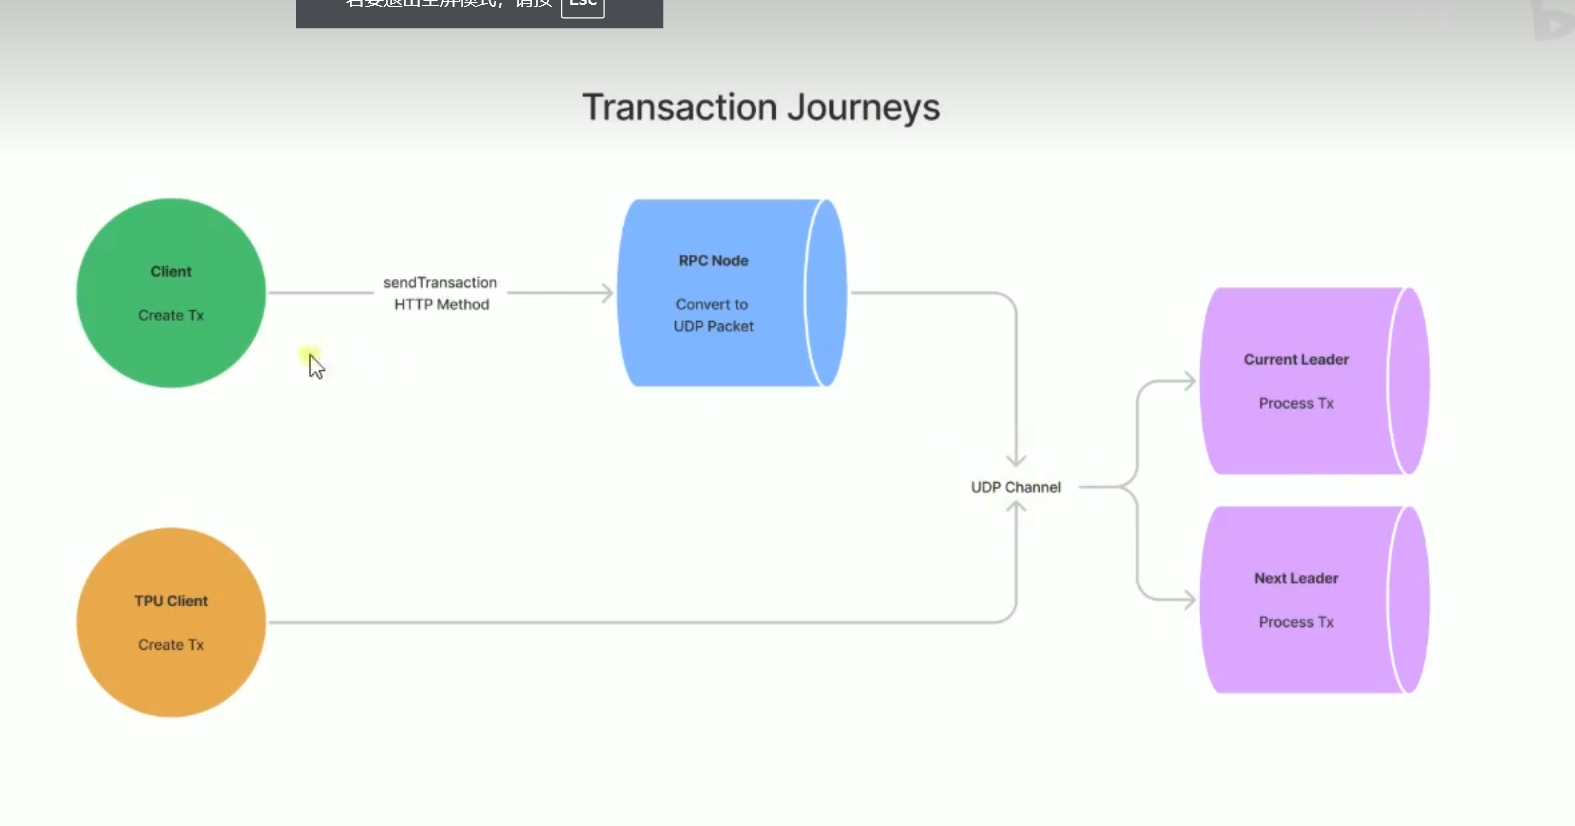 若要退出全屏模式，请按 Esc
Transaction Journeys
Client
Create Tx
sendTransaction
HTTP Method
RPC Node
Convert to
UDP Packet
Current Leader
Process Tx
UDP Channel
Next Leader
Process Tx
TPU Client
Create Tx